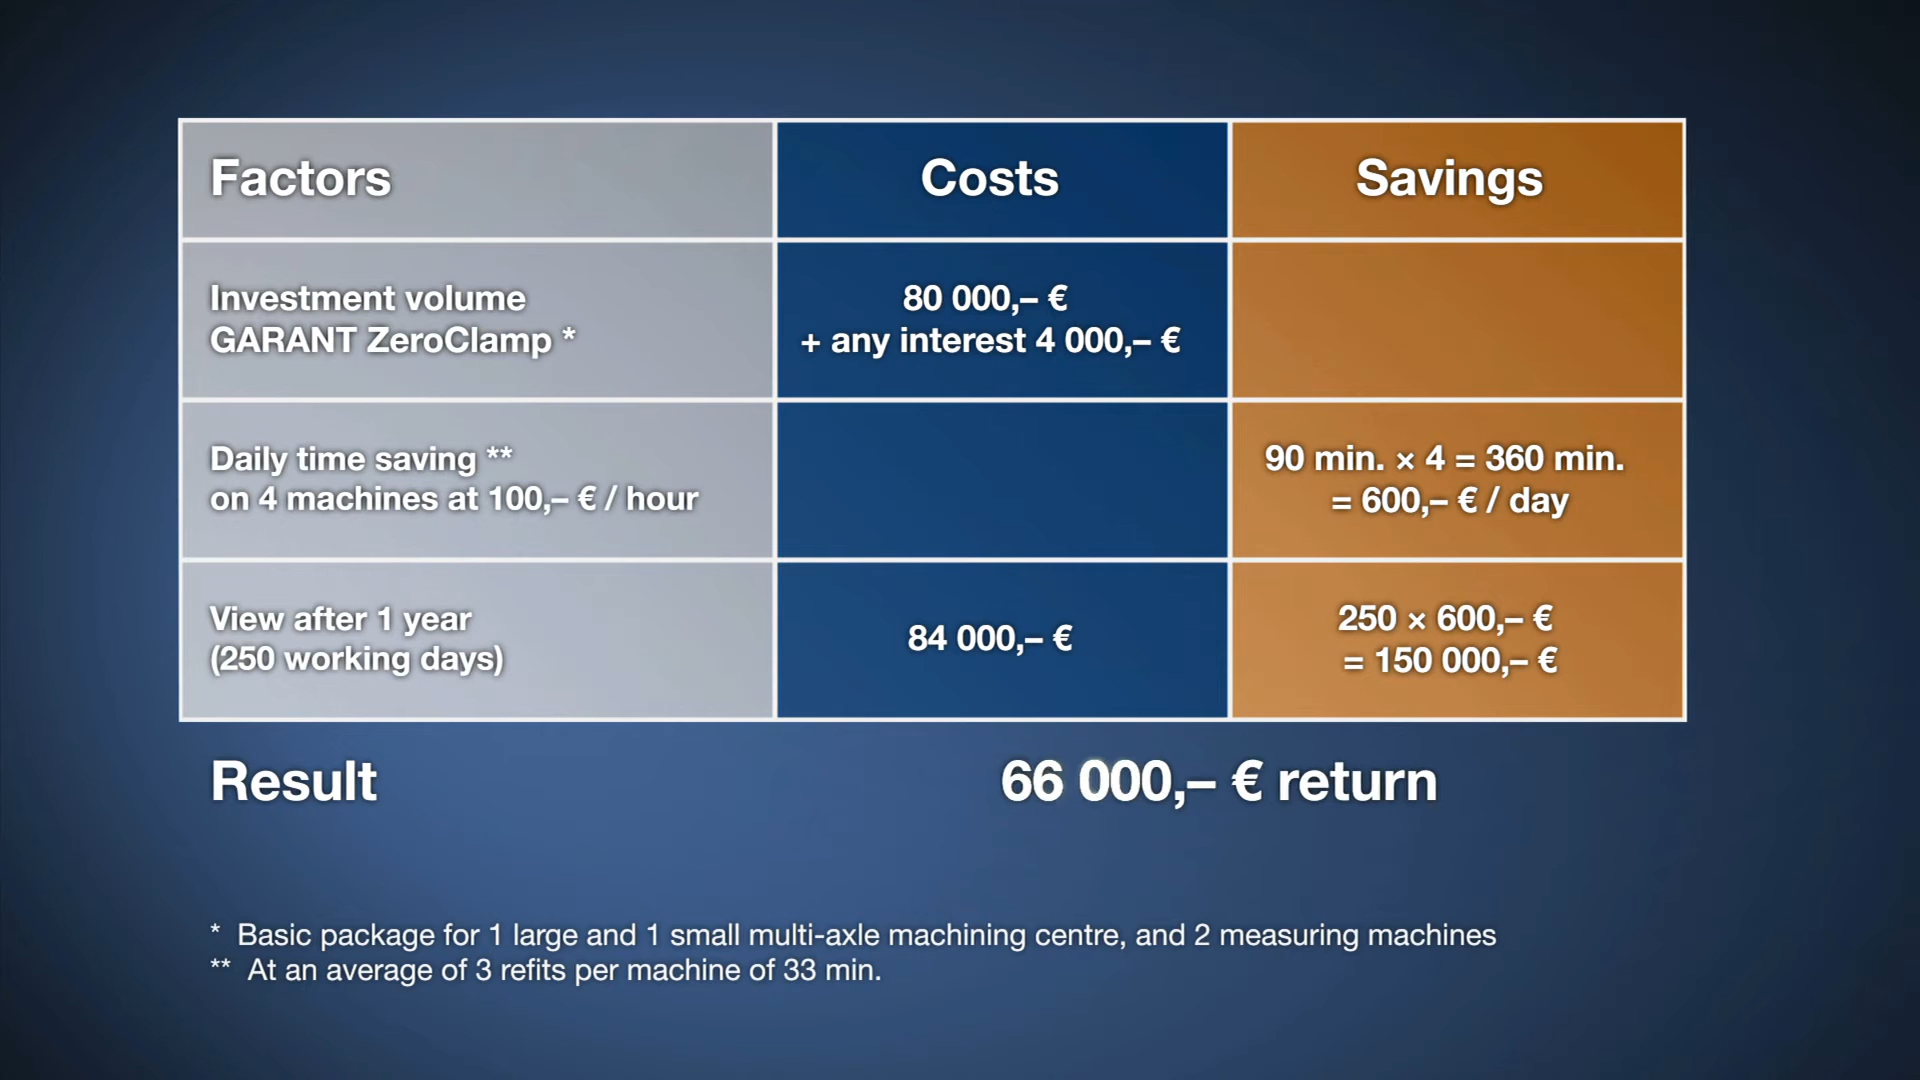 Factors
Costs
Savings
Investment volume
GARANT ZeroClamp *
80 000,– €
+ any interest 4 000,– €
Daily time saving **
on 4 machines at 100,– € / hour
90 min. × 4 = 360 min.
= 600,– € / day
View after 1 year
(250 working days)
84 000,– €
250 × 600,– €
= 150 000,– €
Result
66 000,– € return
* Basic package for 1 large and 1 small multi-axle machining centre, and 2 measuring machines
** At an average of 3 refits per machine of 33 min.